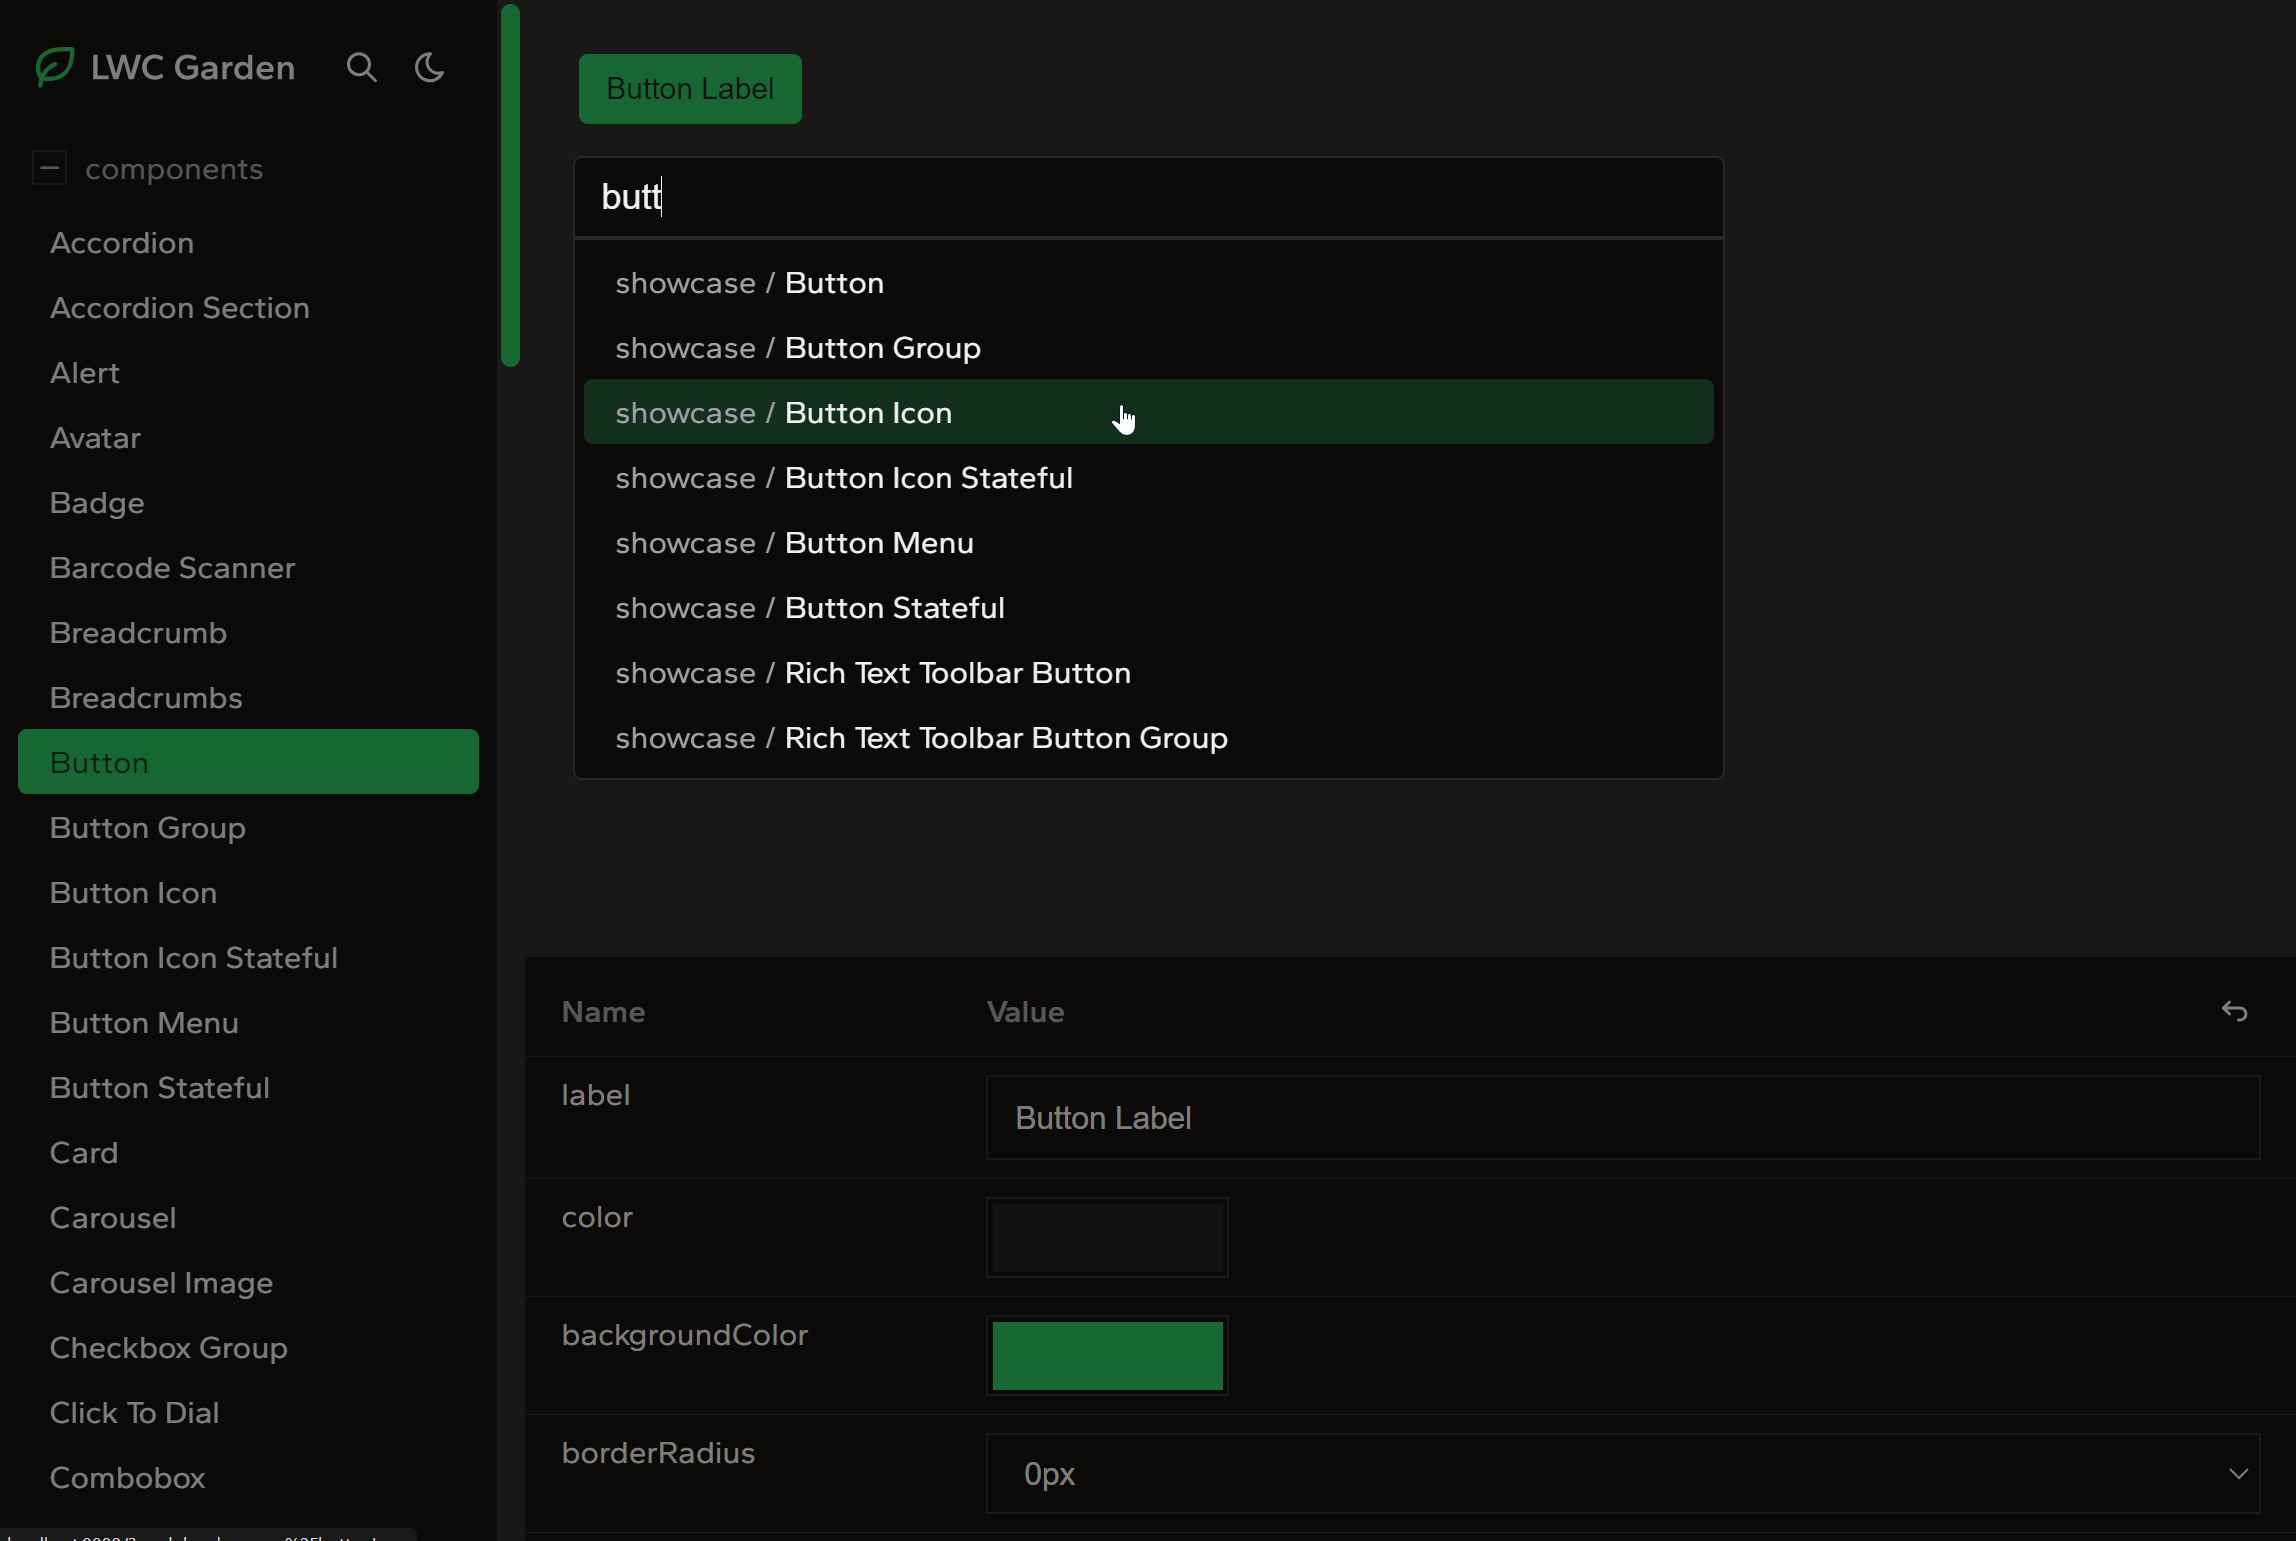 LWC Garden
components
Accordion
Accordion Section
Alert
Avatar
Badge
Barcode Scanner
Breadcrumb
Breadcrumbs
Button
Button Group
Button Icon
Button Icon Stateful
Button Menu
Button Stateful
Card
Carousel
Carousel Image
Checkbox Group
Click To Dial
Combobox
Button Label
butt
showcase / Button
showcase / Button Group
showcase / Button Icon
showcase / Button Icon Stateful
showcase / Button Menu
showcase / Button Stateful
showcase / Rich Text Toolbar Button
showcase / Rich Text Toolbar Button Group
Name Value
label Button Label
color
backgroundColor
borderRadius 0px